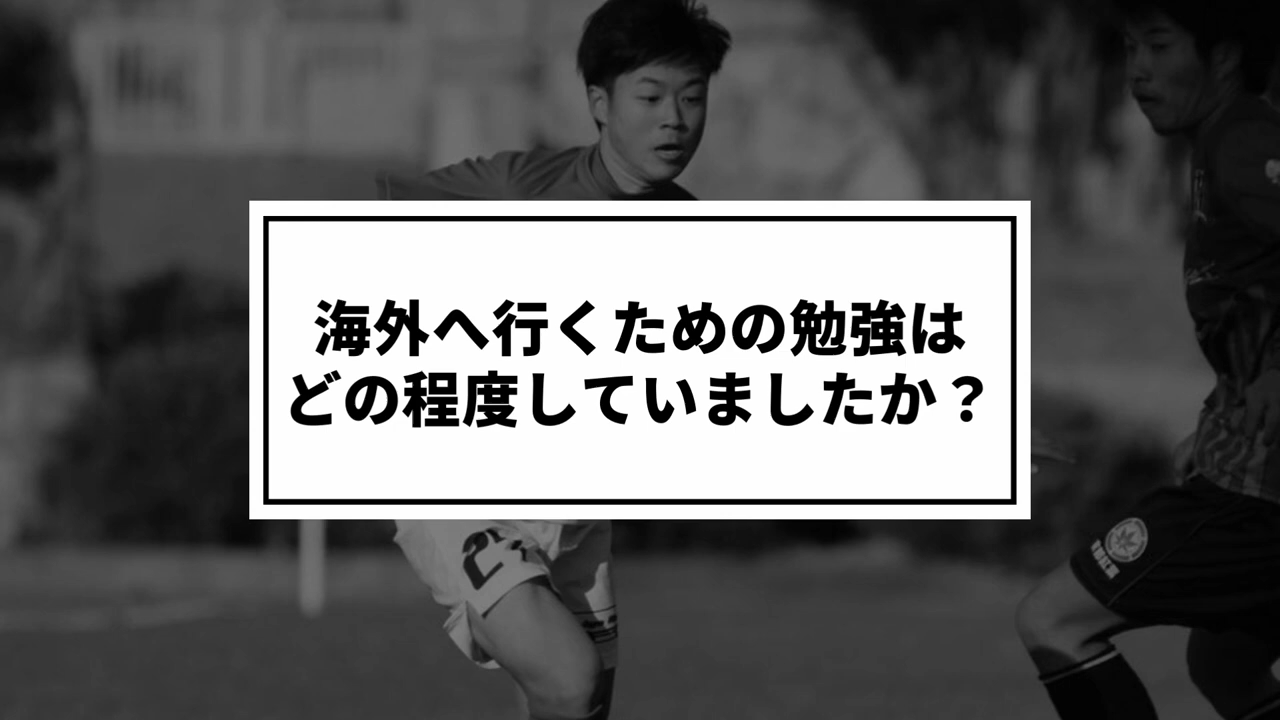 海外へ行くための勉強は
どの程度していましたか？
2